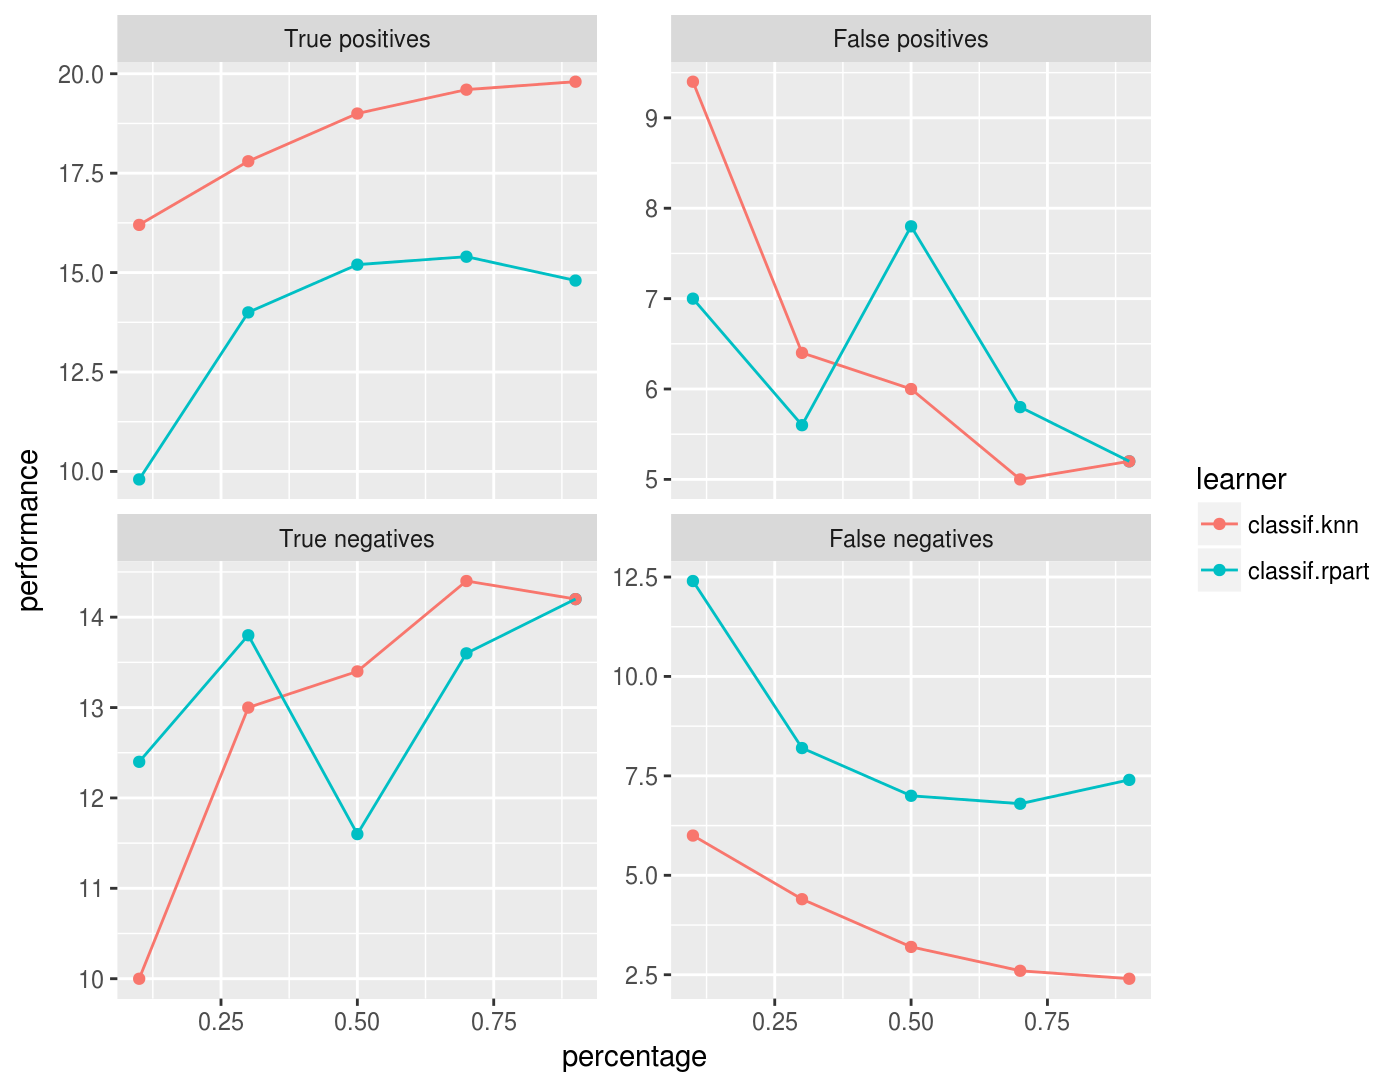 True positives
False positives
20.0
17.5
15.0
12.5
10.0
9
8
7
6
5
True negatives
False negatives
14
13
12
11
10
12.5
10.0
7.5
5.0
2.5
0.25 0.50 0.75
0.25 0.50 0.75
percentage
performance
learner
classif.knn
classif.rpart